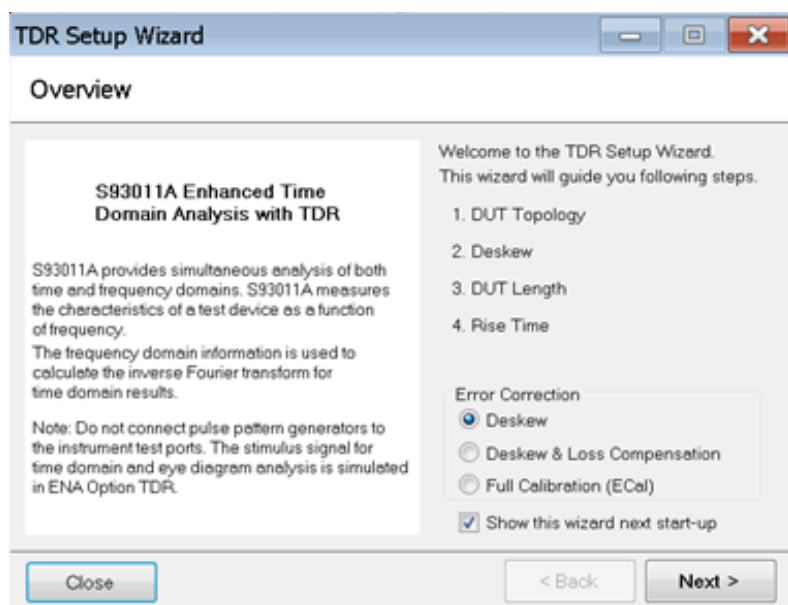 TDR Setup Wizard
Overview
S93011A Enhanced Time
Domain Analysis with TDR
S93011A provides simultaneous analysis of both
time and frequency domains. S93011A measures
the characteristics of a test device as a function
of frequency.
The frequency domain information is used to
calculate the inverse Fourier transform for
time domain results.
Note: Do not connect pulse pattern generators to
the instrument test ports. The stimulus signal for
time domain and eye diagram analysis is simulated
in ENA Option TDR.
Welcome to the TDR Setup Wizard.
This wizard will guide you following steps.
1. DUT Topology
2. Deskew
3. DUT Length
4. Rise Time
Error Correction
Deskew
Deskew & Loss Compensation
Full Calibration (ECal)
Show this wizard next start-up
Close
< Back
Next >